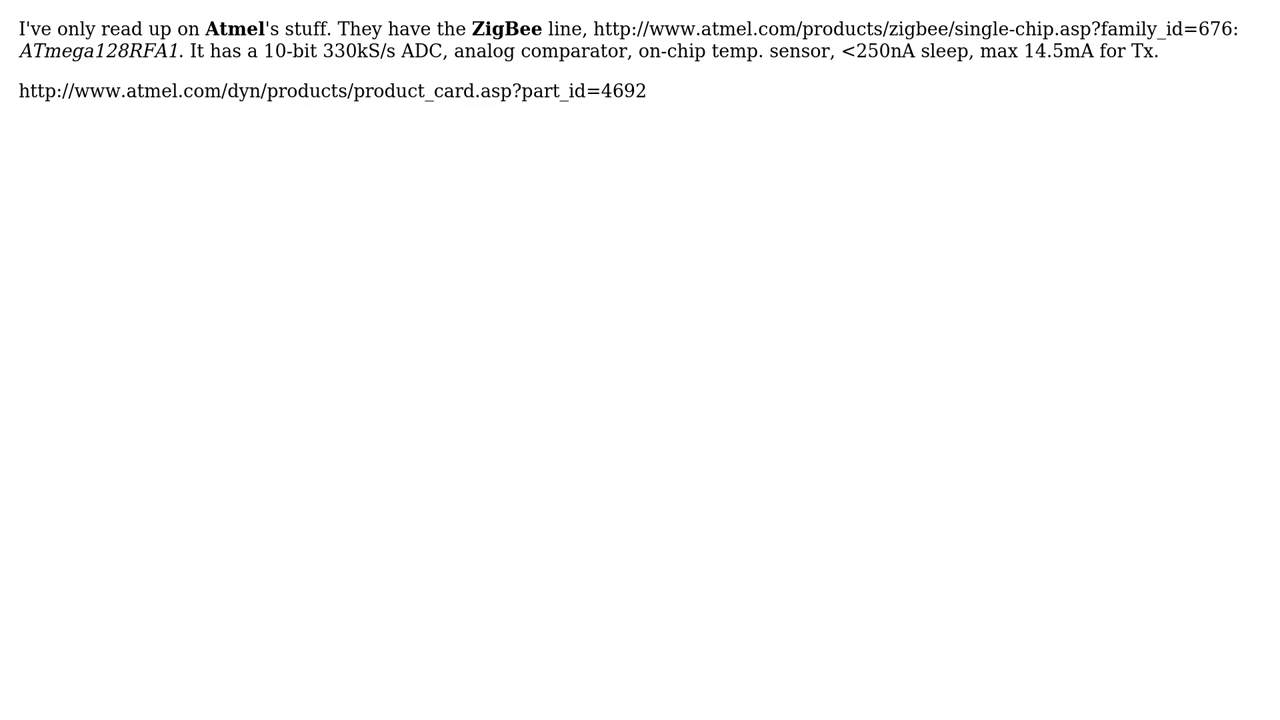 I've only read up on Atmel's stuff. They have the ZigBee line, http://www.atmel.com/products/zigbee/single-chip.asp?family_id=676:
ATmega128RFA1. It has a 10-bit 330kS/s ADC, analog comparator, on-chip temp. sensor, <250nA sleep, max 14.5mA for Tx.
http://www.atmel.com/dyn/products/product_card.asp?part_id=4692